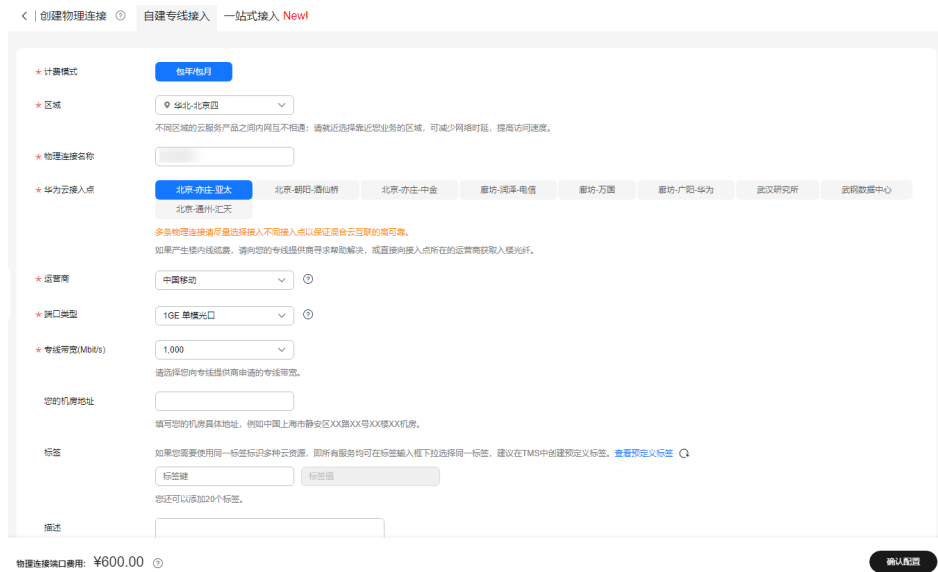 创建物理连接 自建专线接入 一站式接入 New!
* 计费模式 包年/包月
* 区域 华北-北京四
不同区域的云服务产品之间内网互不相通；请就近选择靠近您业务的区域，可减少网络时延，提高访问速度。
* 物理连接名称
* 华为云接入点 北京-亦庄-亚太 北京-朝阳-酒仙桥 北京-亦庄-中金 廊坊-润泽-电信 廊坊-万国 廊坊-广阳-华为 武汉研究所 武钢数据中心
北京-通州-汇天
多条物理连接请尽量选择接入不同接入点以保证混合云互联的高可靠。
如果产生楼内线缆费，请向您的专线提供商寻求帮助解决，或直接向接入点所在的运营商获取入楼光纤。
* 运营商 中国移动
* 端口类型 1GE 单模光口
* 专线带宽(Mbit/s) 1,000
请选择您向专线提供商申请的专线带宽。
您的机房地址
填写您的机房具体地址，例如中国上海市静安区XX路XX号XX楼XX机房。
标签 如果您需要使用同一标签标识多种云资源，即所有服务均可在标签输入框下拉选择同一标签，建议在TMS中创建预定义标签。查看预定义标签
标签键 标签值
您还可以添加20个标签。
描述
物理连接端口费用: ¥600.00 确认配置